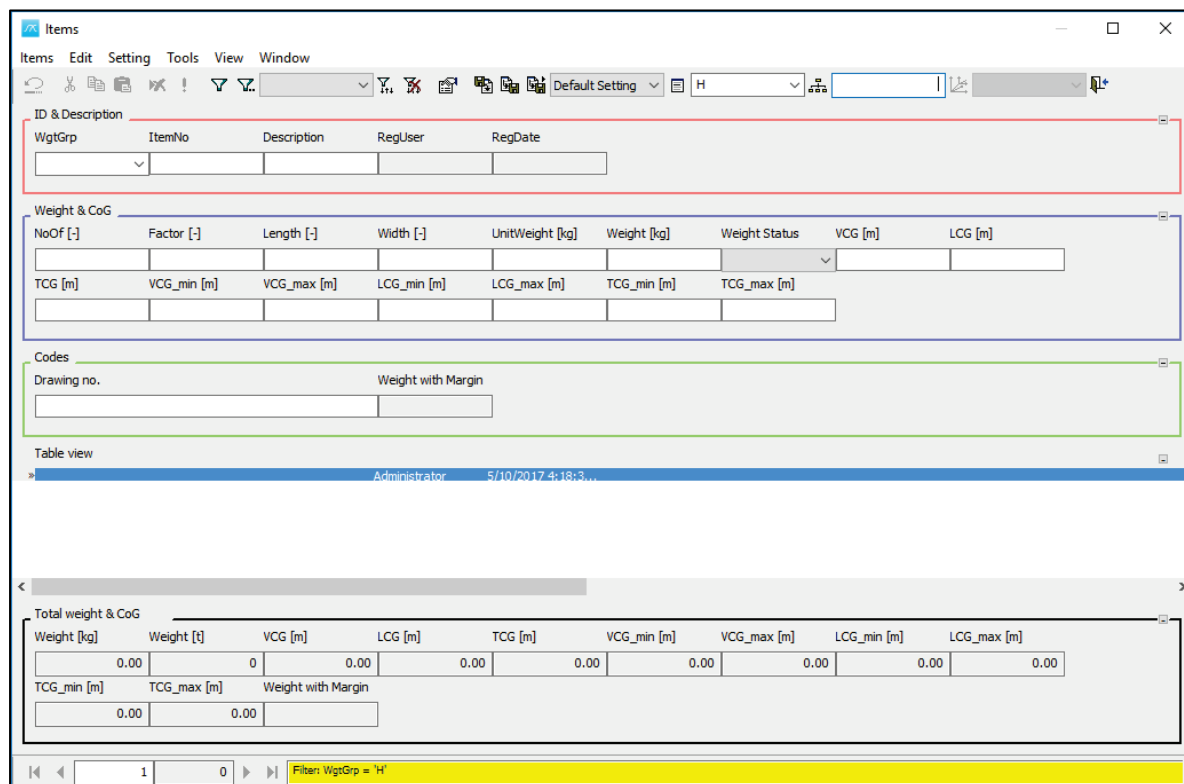 Items
Items Edit Setting Tools View Window
Default Setting H
ID & Description
WgtGrp ItemNo Description RegUser RegDate
Weight & CoG
NoOf [-] Factor [-] Length [-] Width [-] UnitWeight [kg] Weight [kg] Weight Status VCG [m] LCG [m]
TCG [m] VCG_min [m] VCG_max [m] LCG_min [m] LCG_max [m] TCG_min [m] TCG_max [m]
Codes
Drawing no. Weight with Margin
Table view
Administrator 5/10/2017 4:18:3...
Total weight & CoG
Weight [kg] Weight [t] VCG [m] LCG [m] TCG [m] VCG_min [m] VCG_max [m] LCG_min [m] LCG_max [m]
0.00 0 0.00 0.00 0.00 0.00 0.00 0.00 0.00
TCG_min [m] TCG_max [m] Weight with Margin
0.00 0.00
1 0 Filter: WgtGrp = 'H'